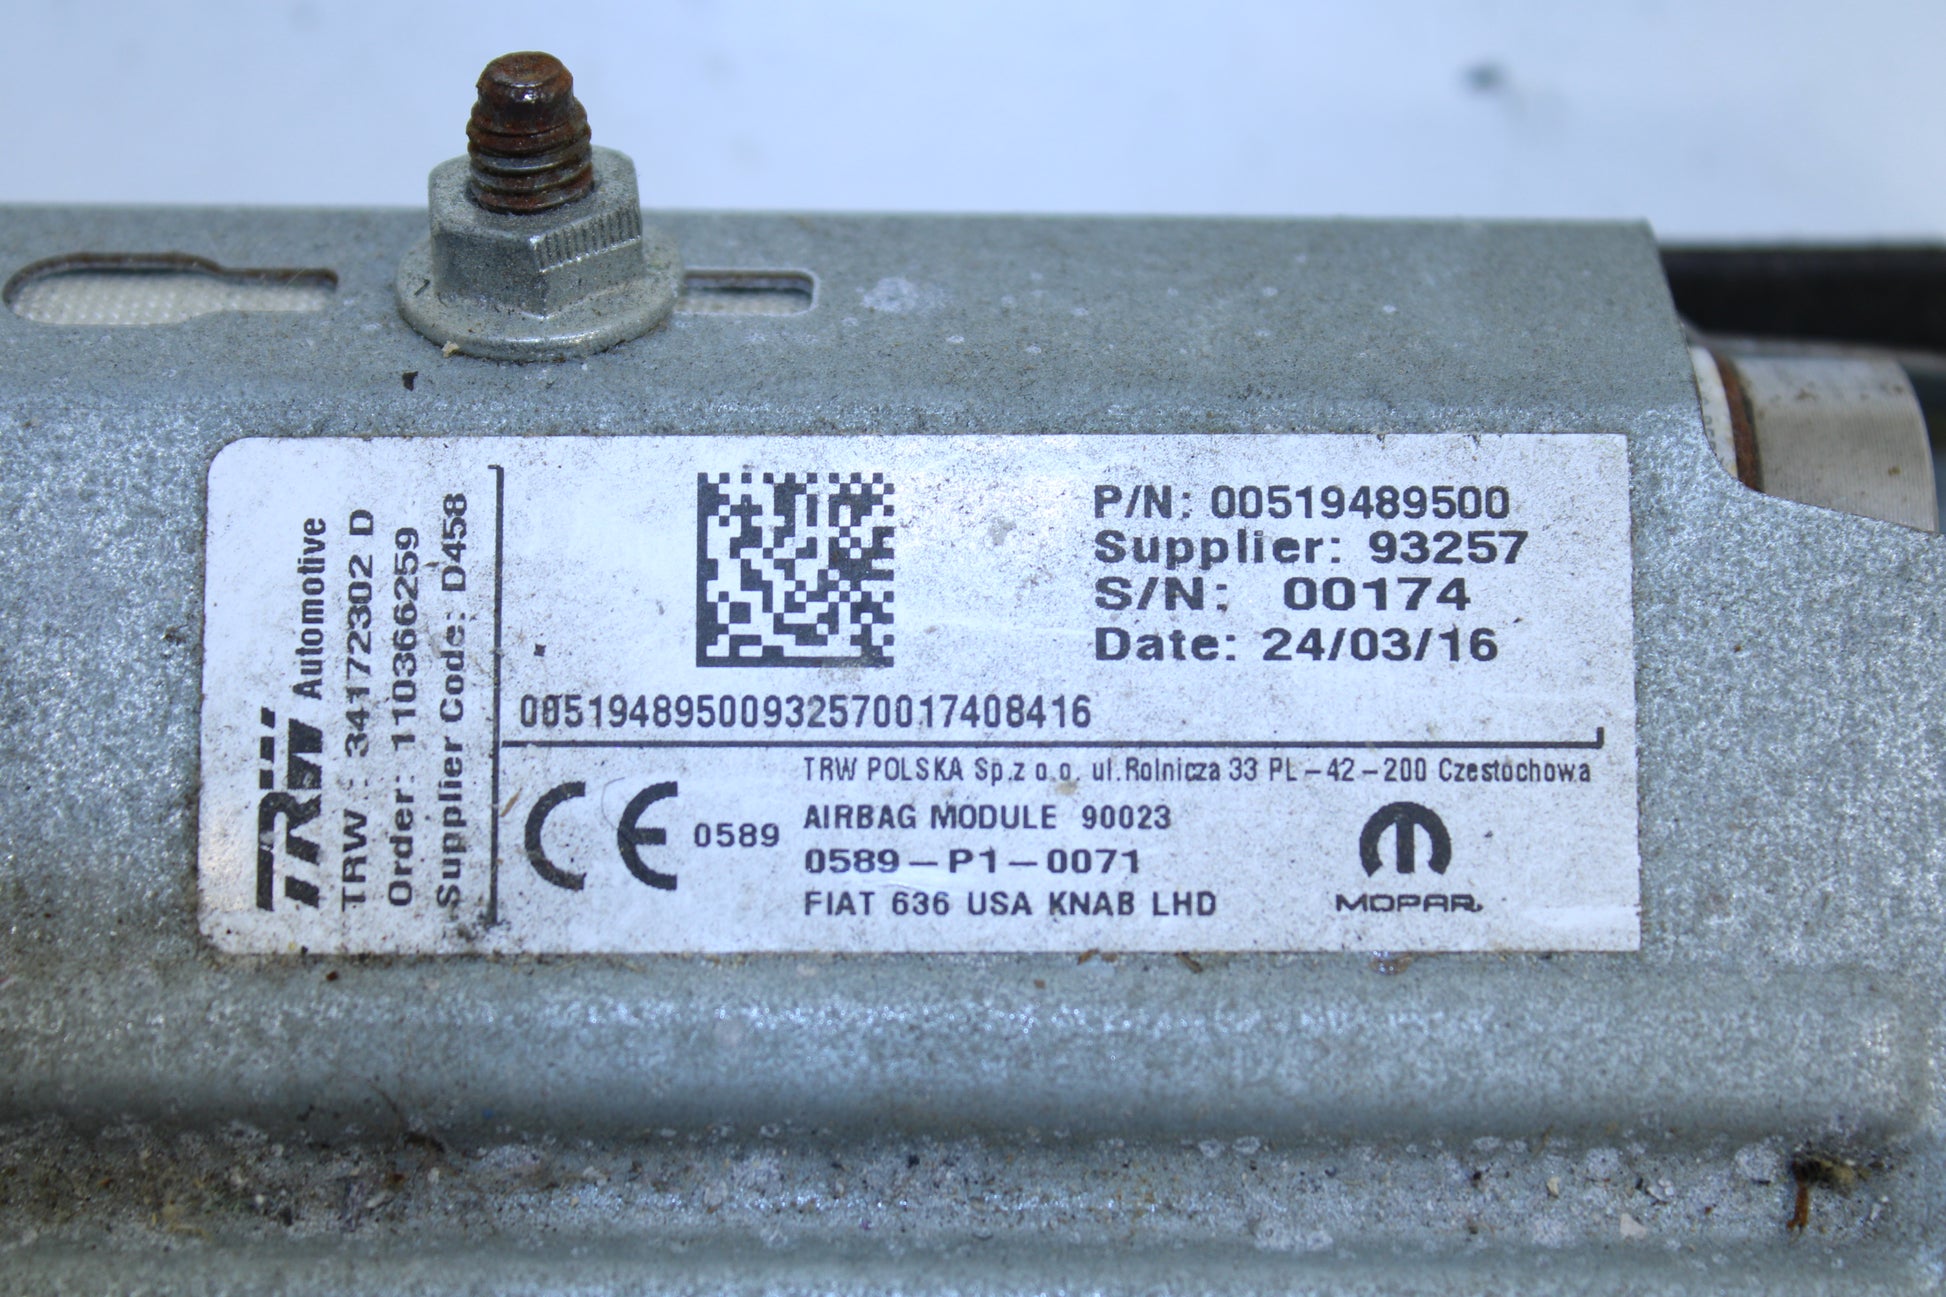 TRW Automotive
TRW : 34172302 D
Order: 110366259
Supplier Code: D458
P/N: 00519489500
Supplier: 93257
S/N: 00174
Date: 24/03/16
00519489500932570017408416
TRW POLSKA Sp.z o.o. ul.Rolnicza 33 PL-42-200 Czestochowa
CE 0589
AIRBAG MODULE 90023
0589-P1-0071
FIAT 636 USA KNAB LHD
MOPAR